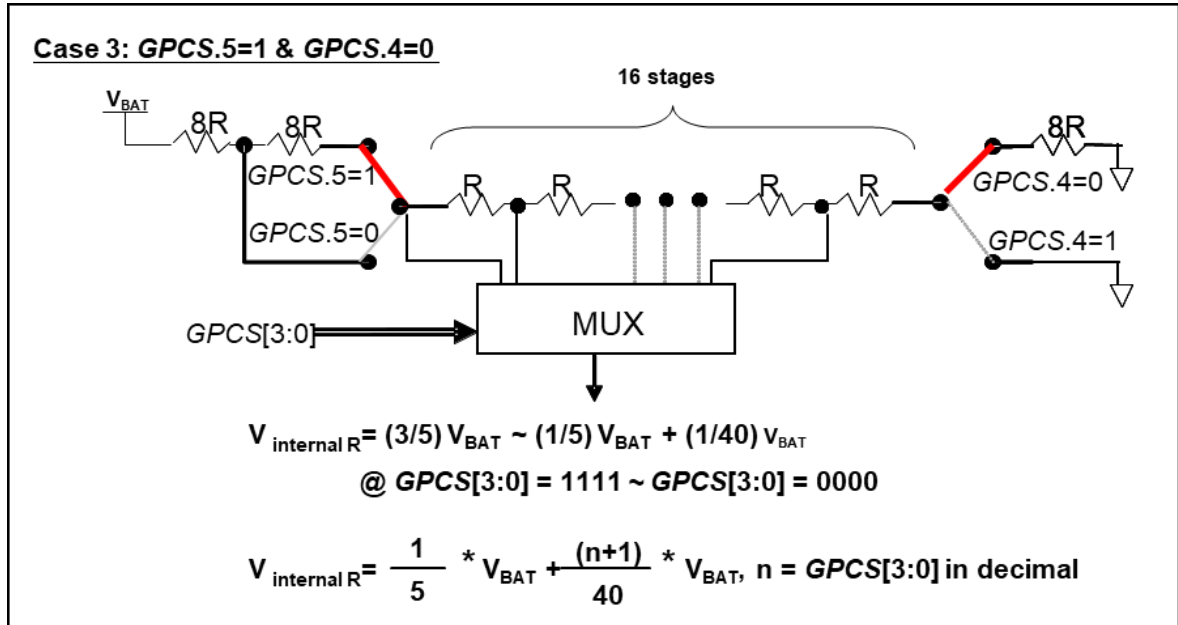 Case 3: GPCS.5=1 & GPCS.4=0
16 stages
VBAT
8R 8R 8R
GPCS.5=1 R R R R GPCS.4=0
GPCS.5=0 GPCS.4=1
MUX
GPCS[3:0]
V internal R= (3/5) VBAT ~ (1/5) VBAT + (1/40) VBAT
@ GPCS[3:0] = 1111 ~ GPCS[3:0] = 0000
V internal R= 1/5 * VBAT + (n+1)/40 * VBAT, n = GPCS[3:0] in decimal